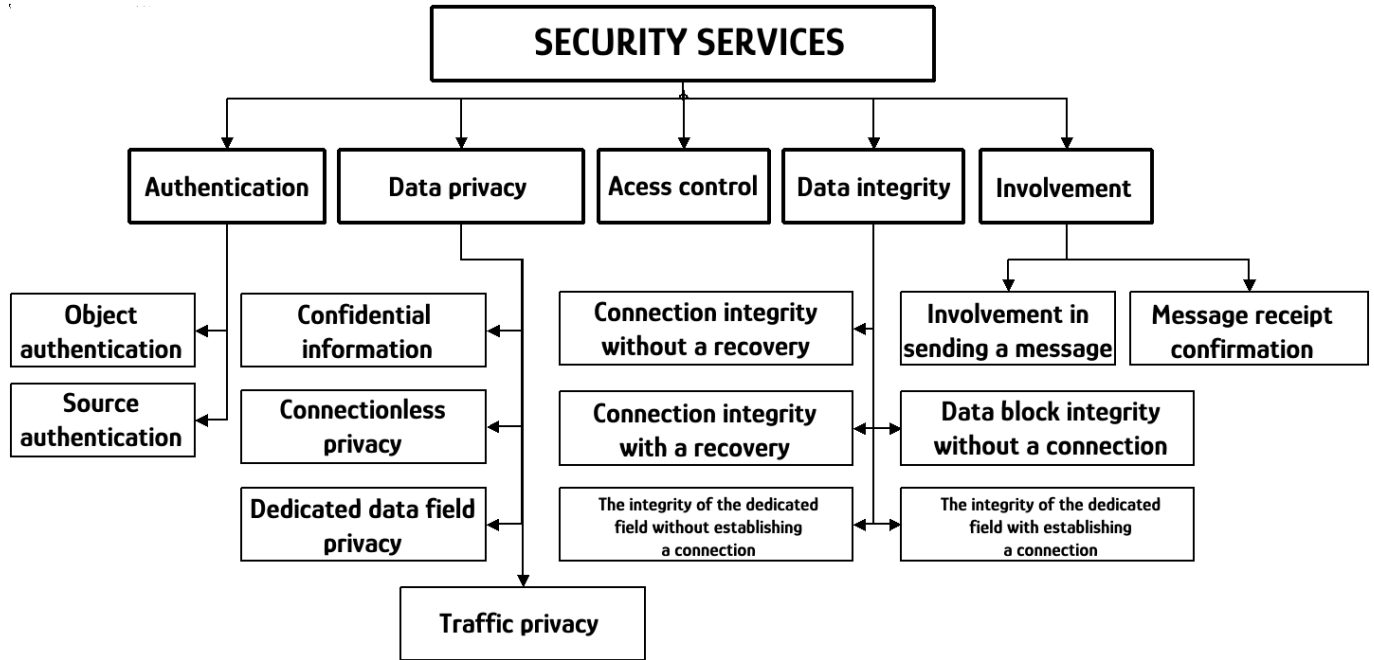 SECURITY SERVICES
Authentication
Data privacy
Acess control
Data integrity
Involvement
Object
authentication
Source
authentication
Confidential
information
Connectionless
privacy
Dedicated data field
privacy
Traffic privacy
Connection integrity
without a recovery
Connection integrity
with a recovery
The integrity of the dedicated
field without establishing
a connection
Data block integrity
without a connection
The integrity of the dedicated
field with establishing
a connection
Involvement in
sending a message
Message receipt
confirmation